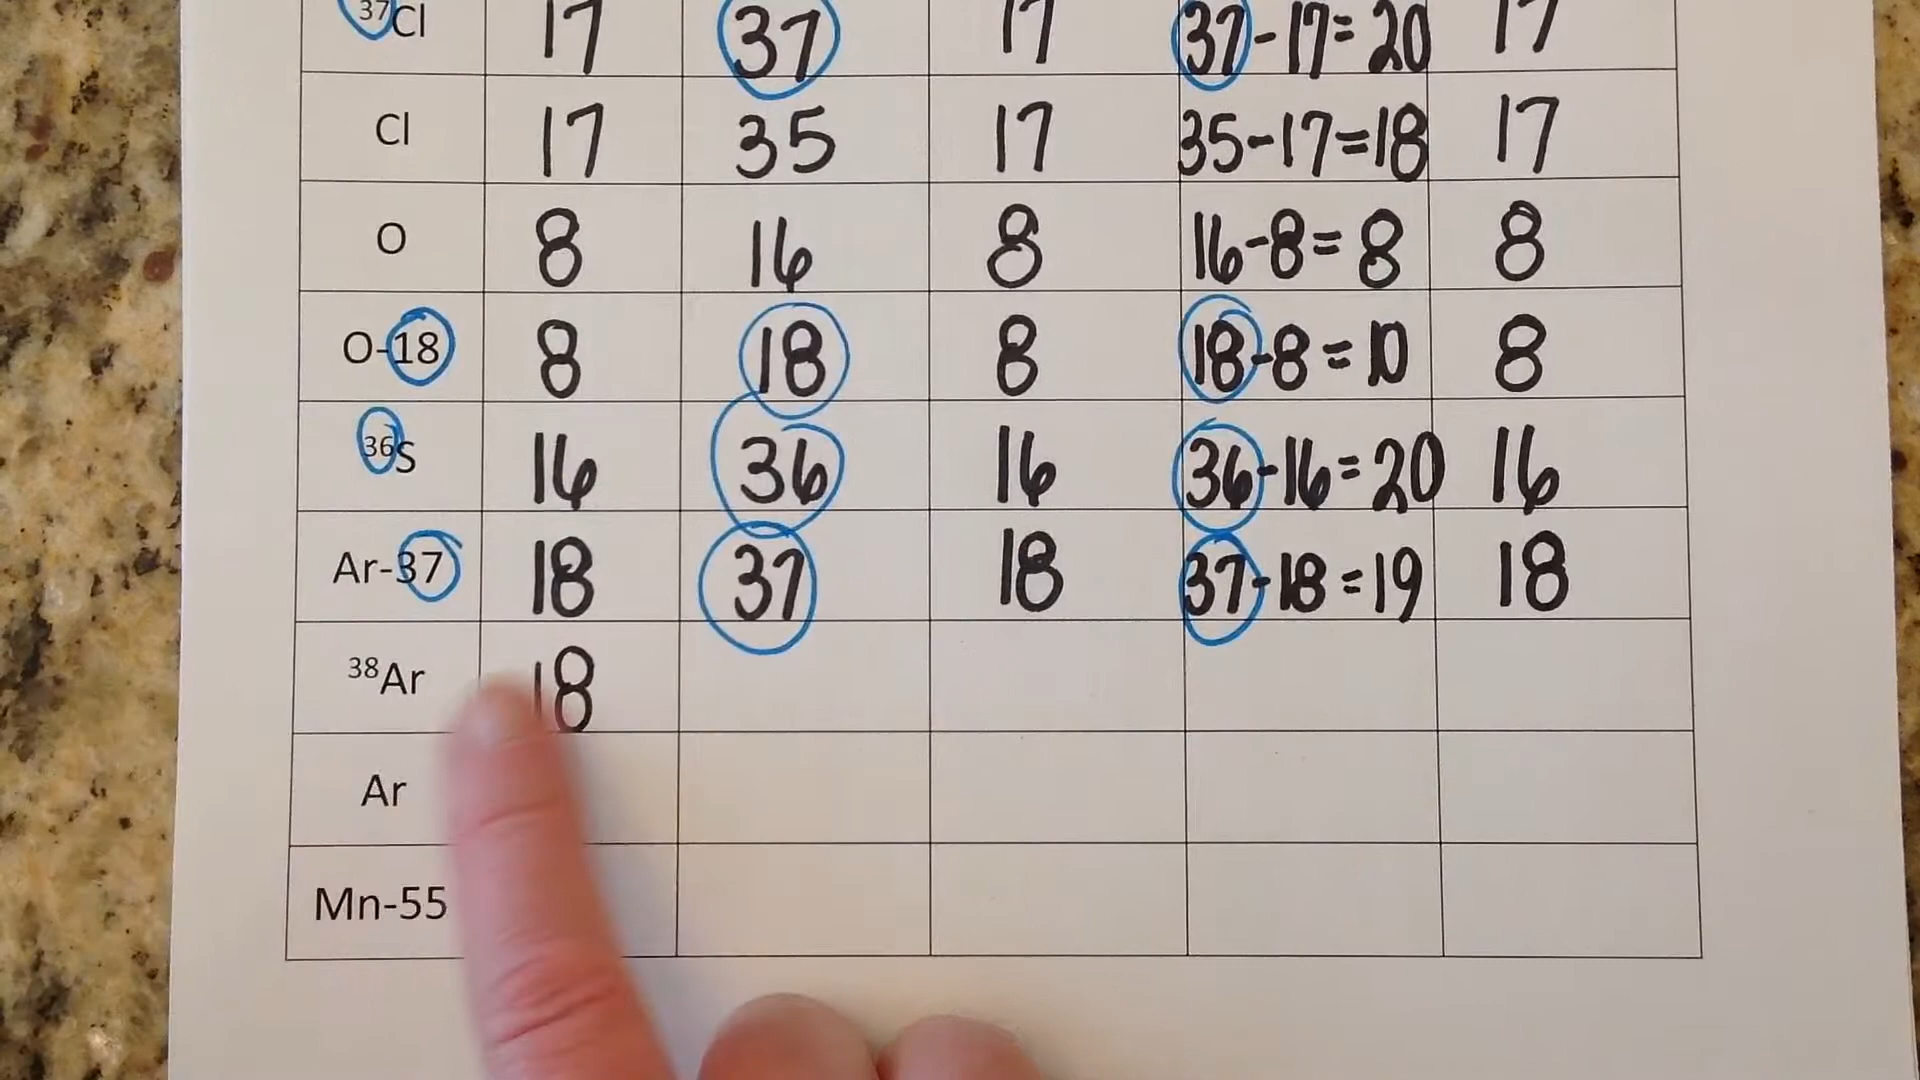 37Cl 17 37 17 37-17=20 17
Cl 17 35 17 35-17=18 17
O 8 16 8 16-8=8 8
O-18 8 18 8 18-8=10 8
36S 16 36 16 36-16=20 16
Ar-37 18 37 18 37-18=19 18
38Ar 18
Ar
Mn-55